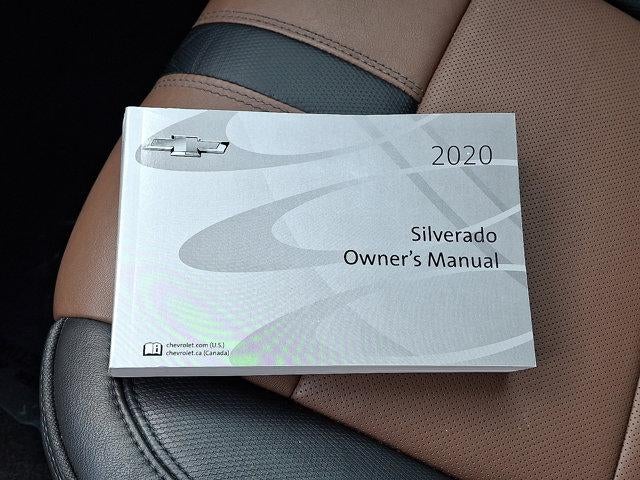 2020
Silverado
Owner's Manual
chevrolet.com (U.S.)
chevrolet.ca (Canada)